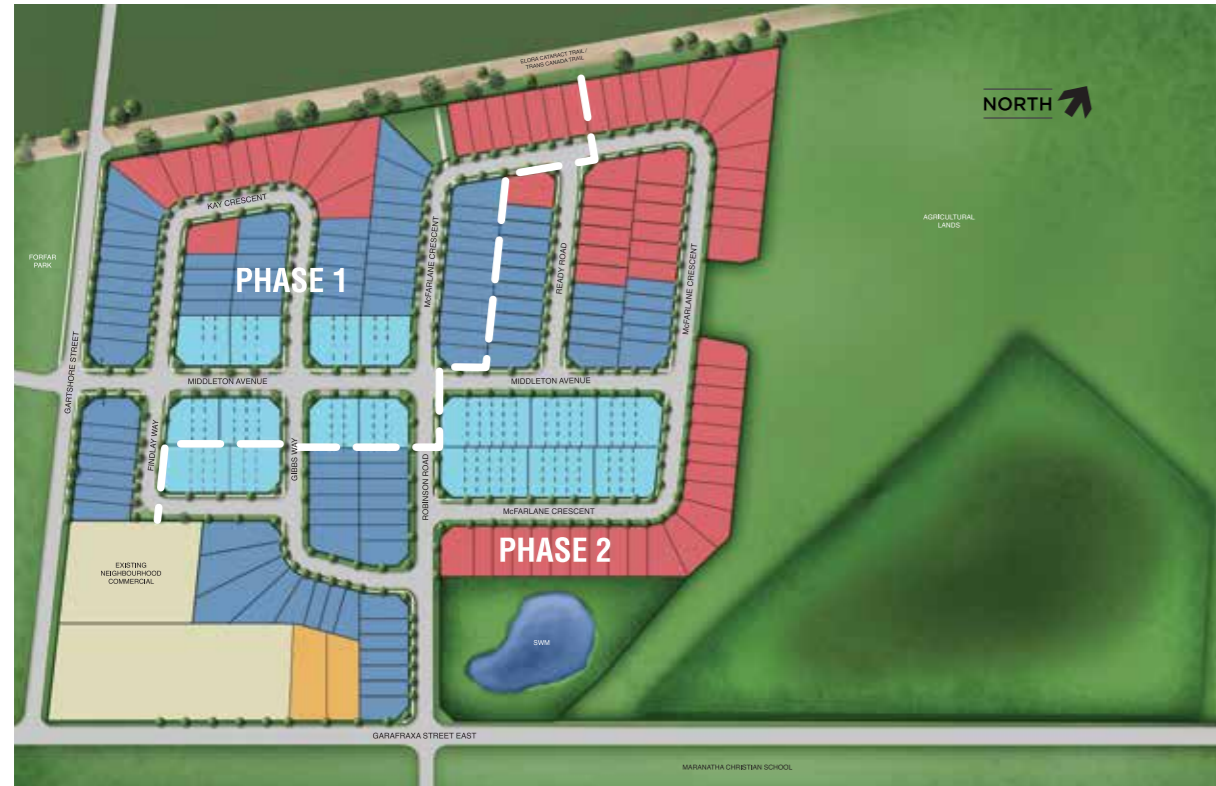 ELORA CATARACT TRAIL /
TRANS CANADA TRAIL
NORTH
KAY CRESCENT
AGRICULTURAL
LANDS
FORFAR
PARK
McFARLANE CRESCENT
READY ROAD
McFARLANE CRESCENT
PHASE 1
GARTSHORE STREET
MIDDLETON AVENUE
MIDDLETON AVENUE
FINDLAY WAY
GIBBS WAY
ROBINSON ROAD
McFARLANE CRESCENT
PHASE 2
EXISTING
NEIGHBOURHOOD
COMMERCIAL
SWM
GARAFRAXA STREET EAST
MARANATHA CHRISTIAN SCHOOL